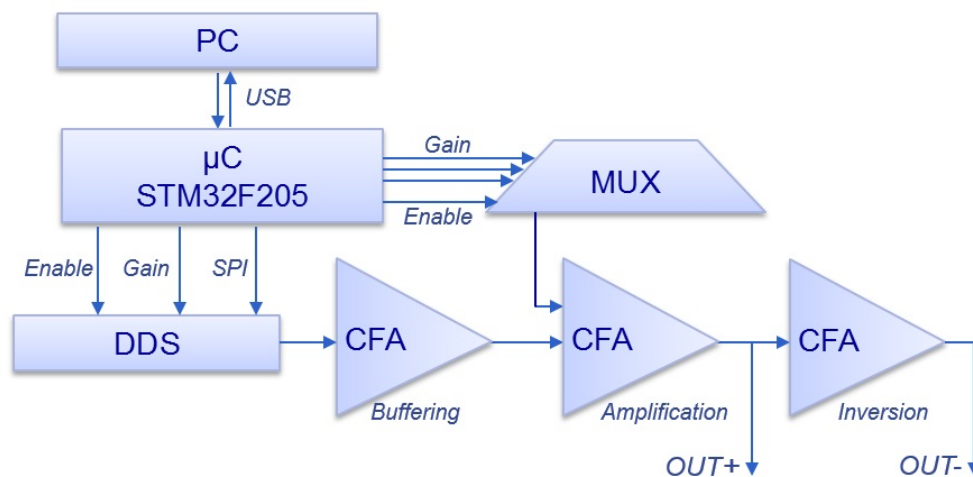 PC
USB
µC
STM32F205
Gain
MUX
Enable
Enable
Gain
SPI
DDS
CFA
CFA
CFA
Buffering
Amplification
Inversion
OUT+
OUT-